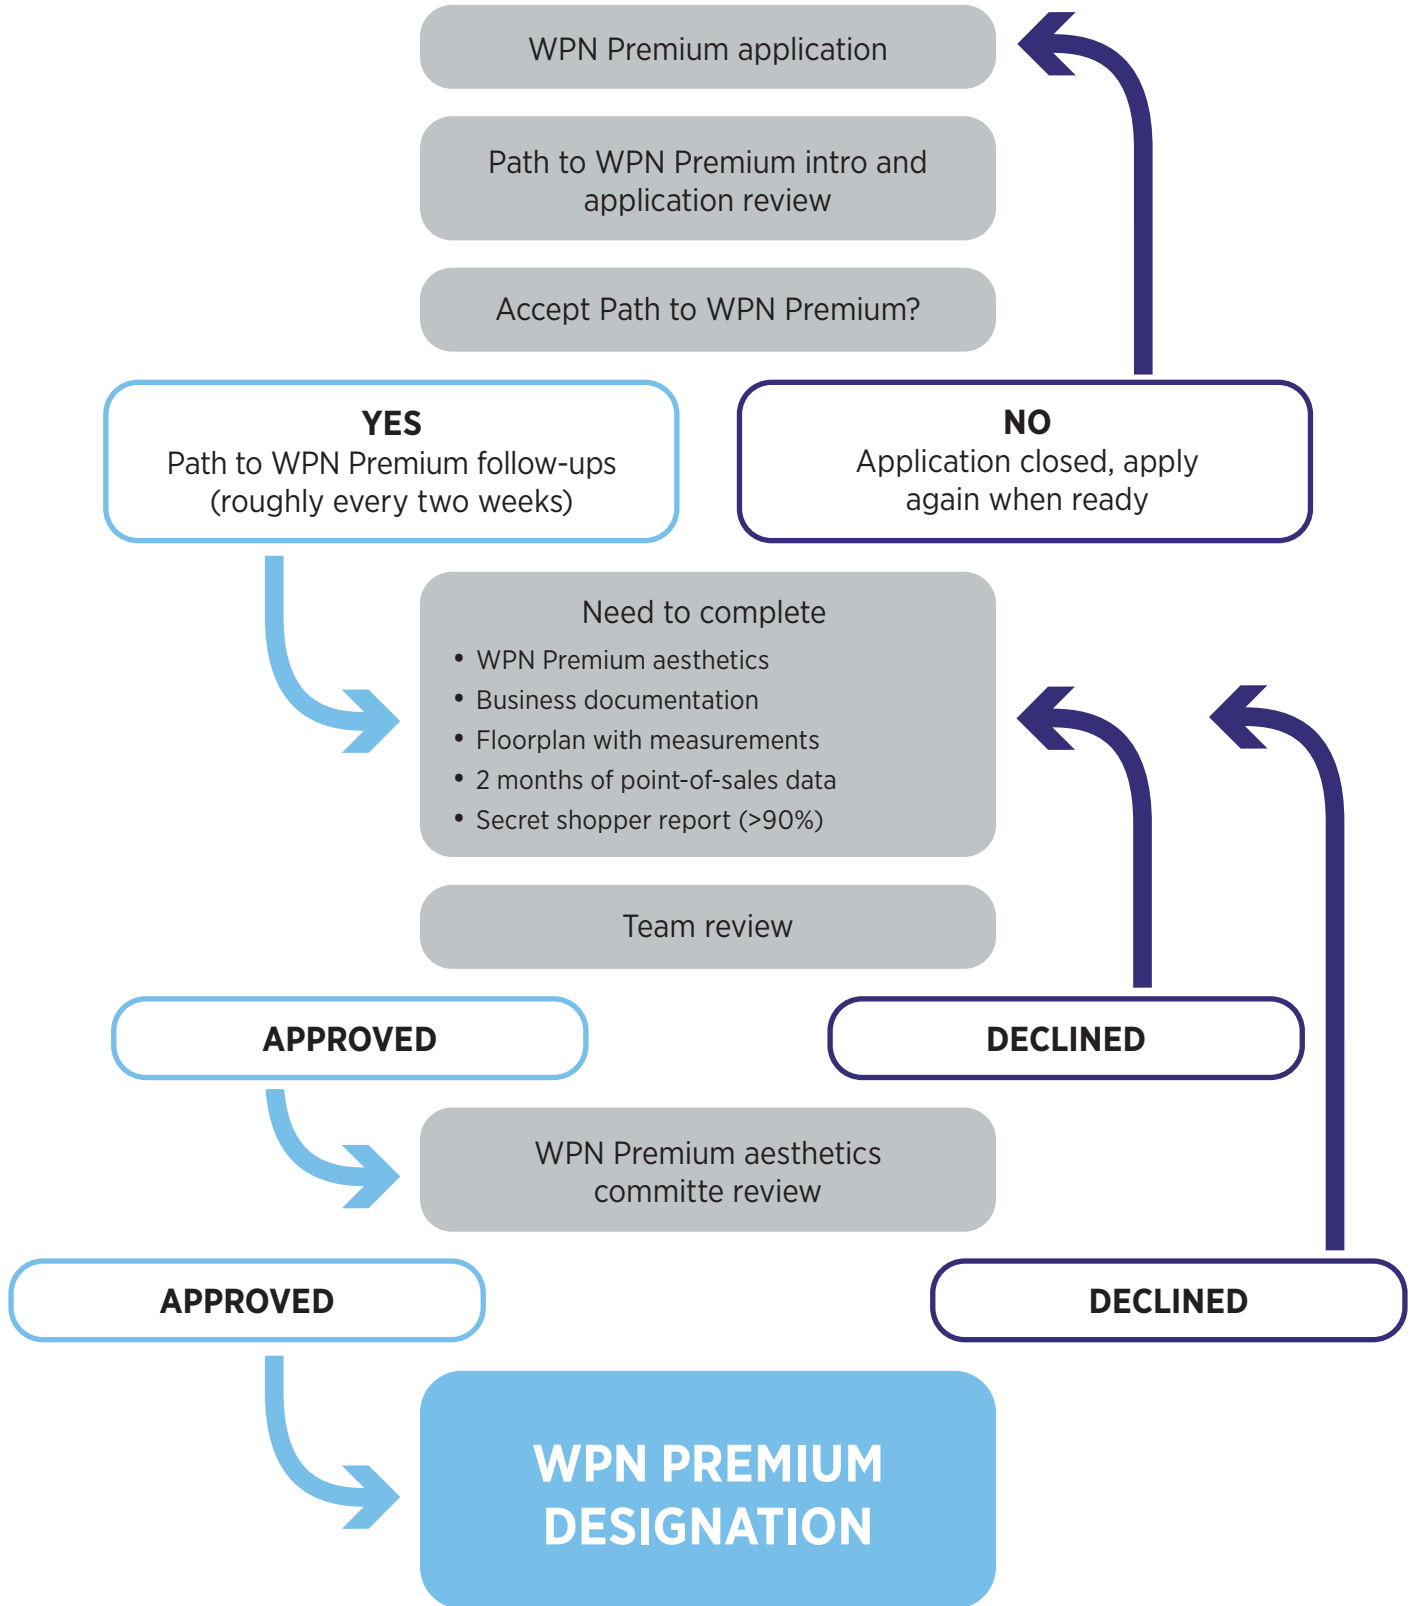 WPN Premium application
Path to WPN Premium intro and
application review
Accept Path to WPN Premium?
YES
Path to WPN Premium follow-ups
(roughly every two weeks)
NO
Application closed, apply
again when ready
Need to complete
• WPN Premium aesthetics
• Business documentation
• Floorplan with measurements
• 2 months of point-of-sales data
• Secret shopper report (>90%)
Team review
APPROVED
DECLINED
WPN Premium aesthetics
committe review
APPROVED
DECLINED
WPN PREMIUM
DESIGNATION